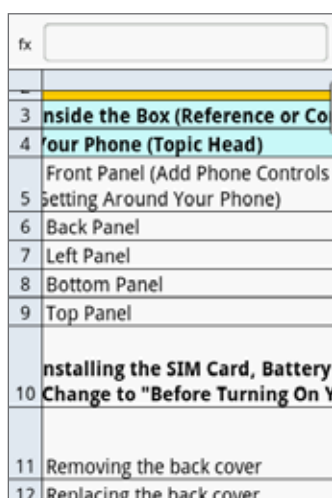 fx
3 nside the Box (Reference or Co
4 Your Phone (Topic Head)
Front Panel (Add Phone Controls
5 Getting Around Your Phone)
6 Back Panel
7 Left Panel
8 Bottom Panel
9 Top Panel
nstalling the SIM Card, Battery
10 Change to "Before Turning On Y
11 Removing the back cover
12 Replacing the back cover